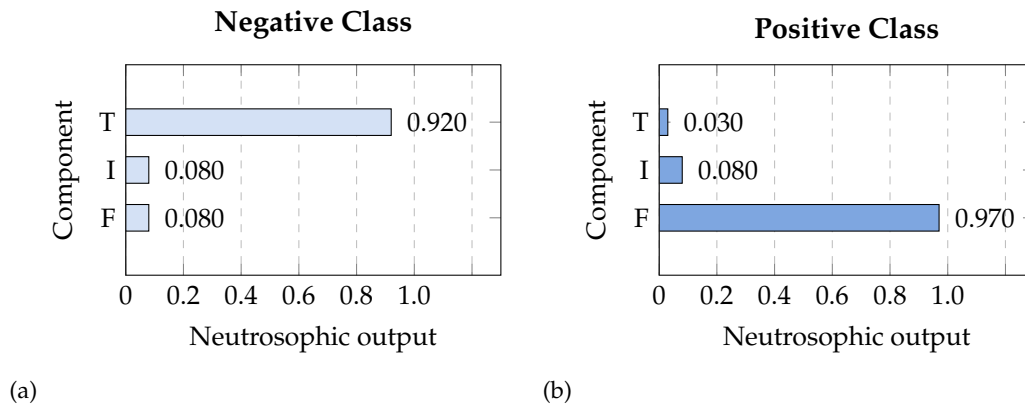 Negative Class
Component
T
0.920
I
0.080
F
0.080
0 0.2 0.4 0.6 0.8 1.0
Neutrosophic output
(a)
Positive Class
Component
T
0.030
I
0.080
F
0.970
0 0.2 0.4 0.6 0.8 1.0
Neutrosophic output
(b)